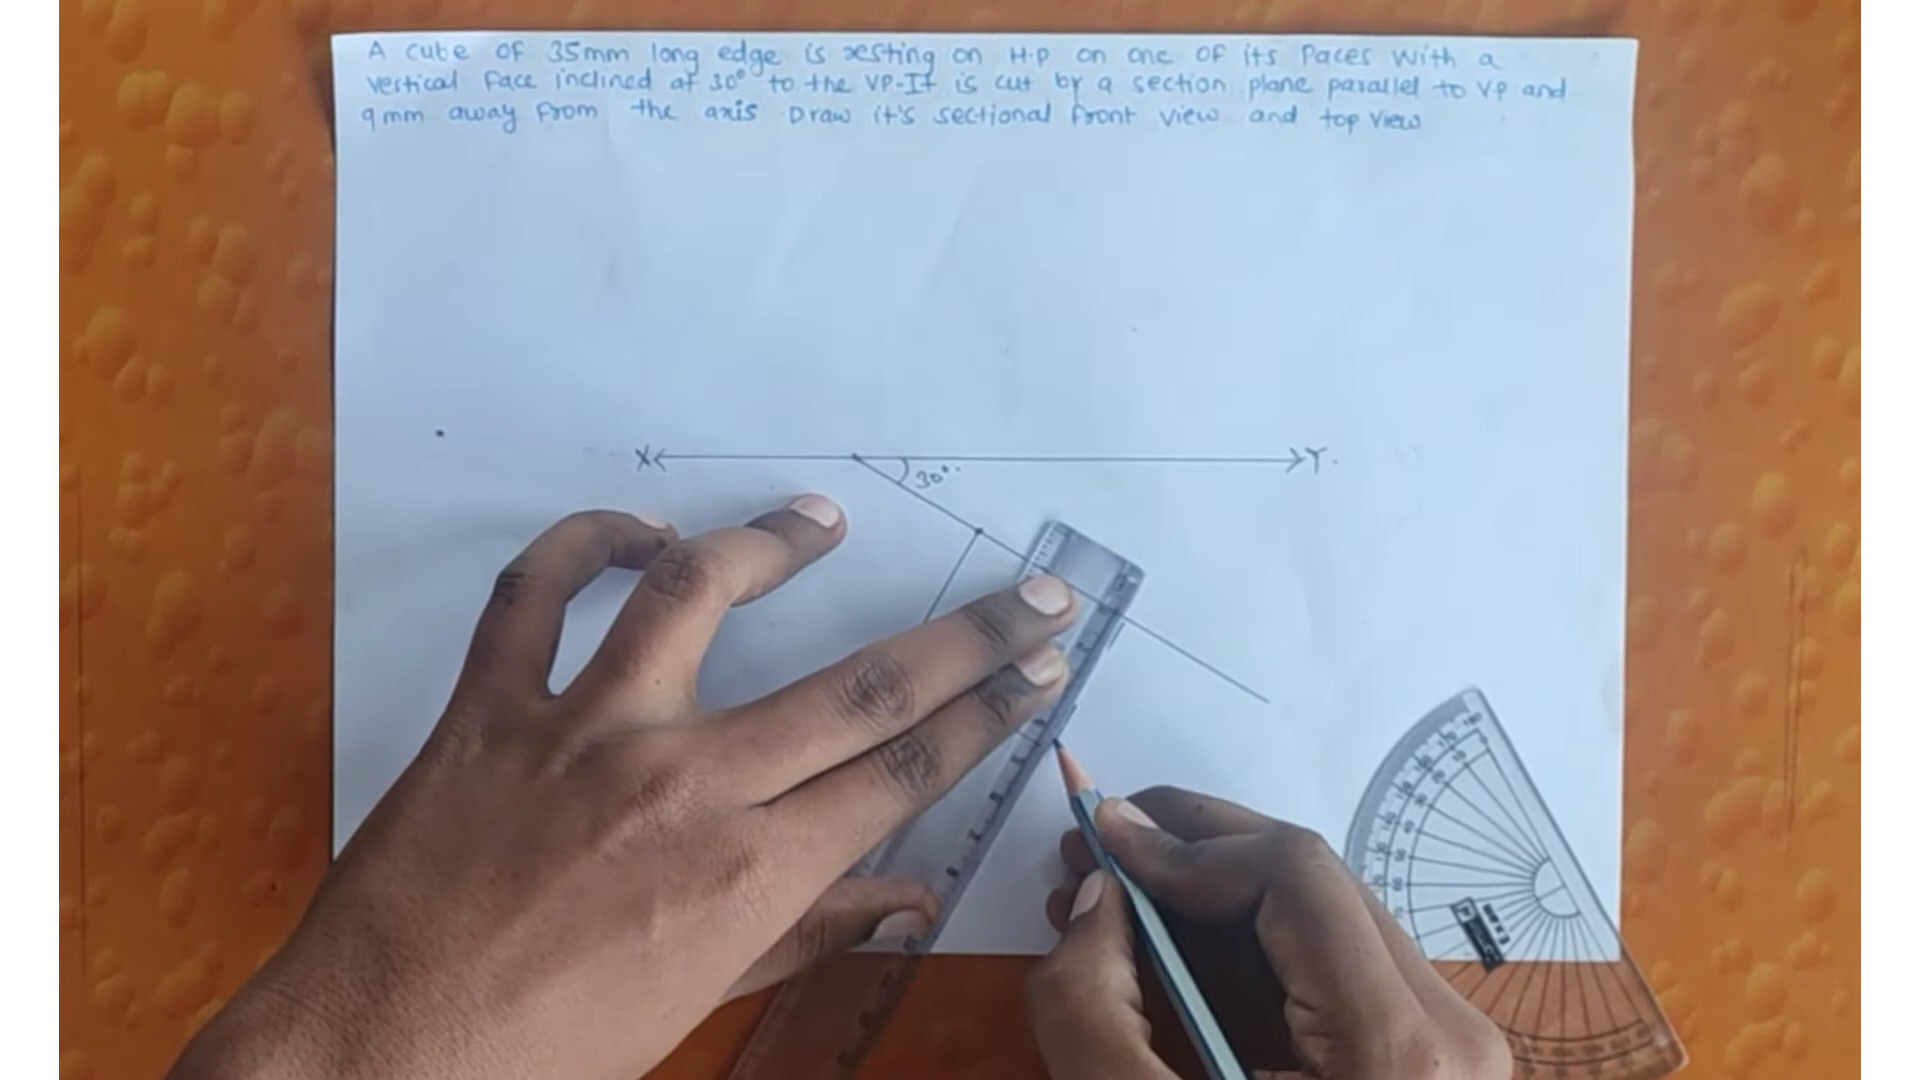 A cube of 35mm long edge is resting on H.P on one of its faces with a
vertical face inclined at 30° to the VP. It is cut by a section plane parallel to V.P and
9mm away from the axis Draw it's sectional front view and top view
X Y.
30°.